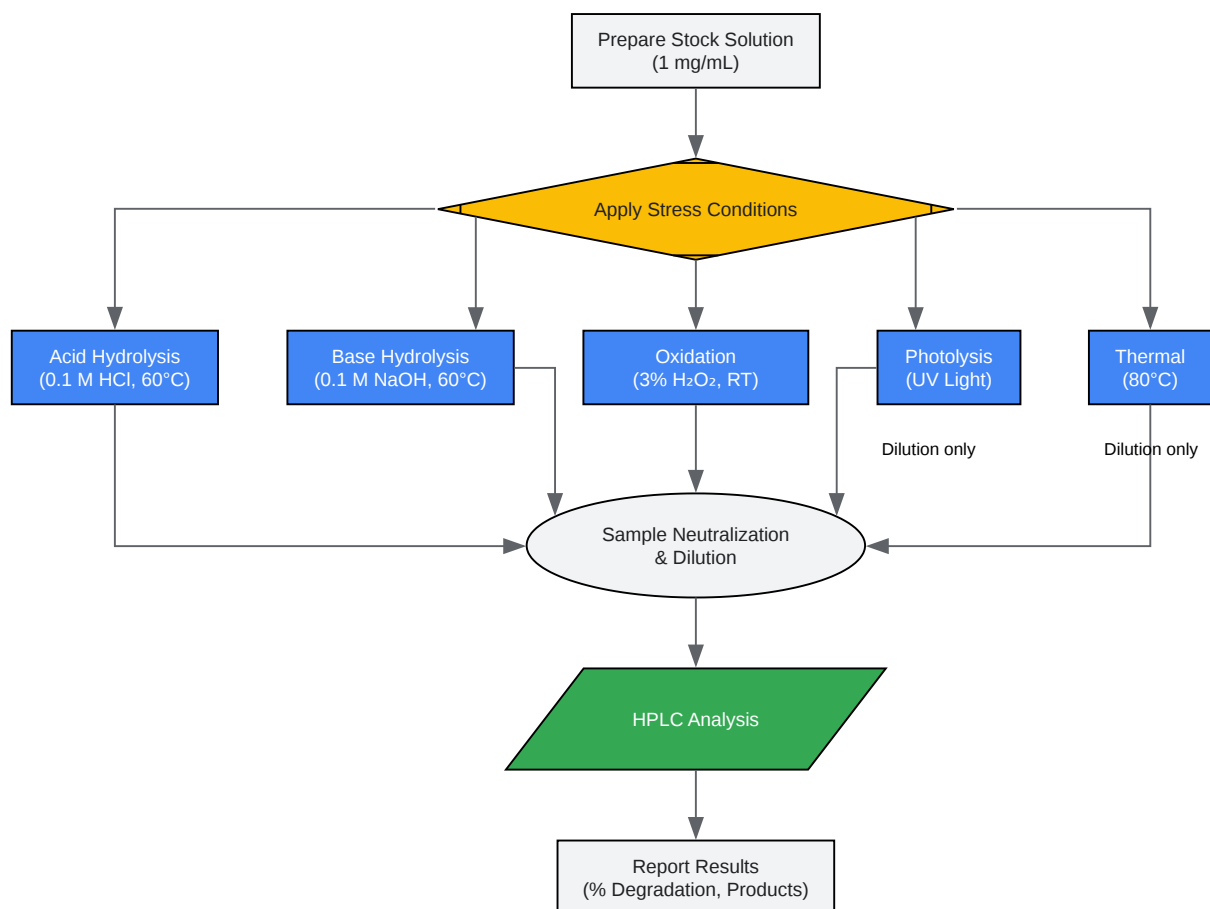 Prepare Stock Solution
(1 mg/mL)
Apply Stress Conditions
Acid Hydrolysis
(0.1 M HCl, 60°C)
Base Hydrolysis
(0.1 M NaOH, 60°C)
Oxidation
(3% H₂O₂, RT)
Photolysis
(UV Light)
Thermal
(80°C)
Dilution only
Dilution only
Sample Neutralization
& Dilution
HPLC Analysis
Report Results
(% Degradation, Products)